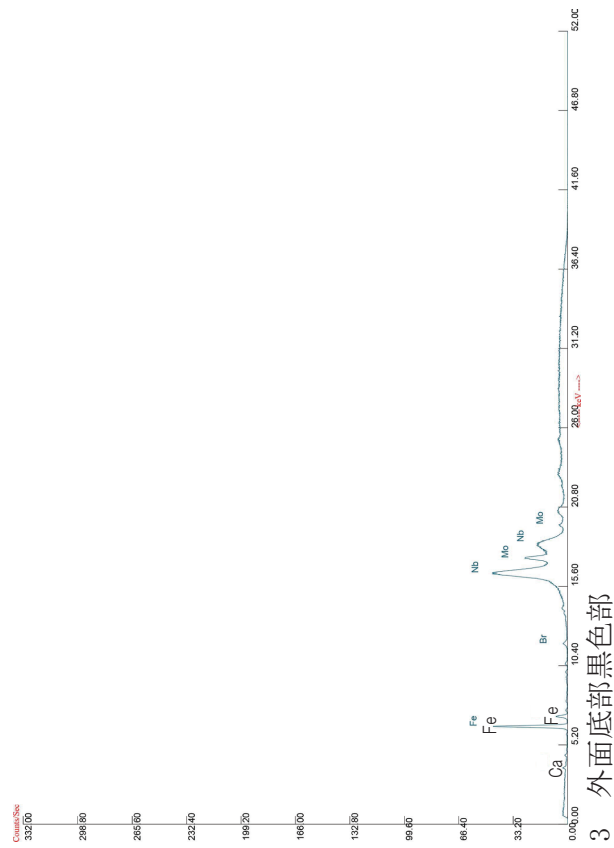 Counts/Sec
332.00
298.80
265.60
232.40
199.20
166.00
132.80
99.60
66.40
33.20
0.00
5.20
10.40
15.60
20.80
26.00
31.20
36.40
41.60
46.80
52.00
keV --->
Ca
Fe
Fe
Fe
Br
Nb
Mo
Nb
Mo
3 外面底部黒色部